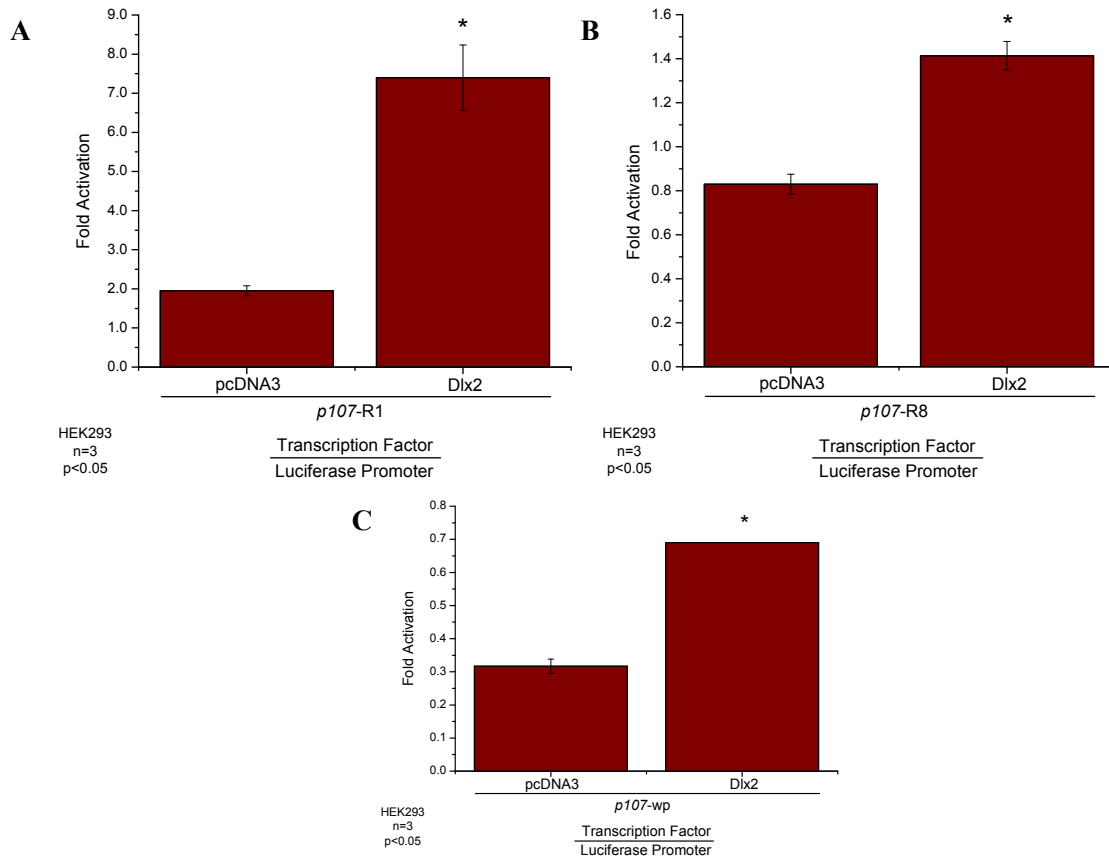 A
9.0
8.0
7.0
6.0
5.0
4.0
3.0
2.0
1.0
0.0
Fold Activation
*
pcDNA3 Dlx2
p107-R1
HEK293
n=3
p<0.05
Transcription Factor
Luciferase Promoter
B
1.6
1.4
1.2
1.0
0.8
0.6
0.4
0.2
0.0
Fold Activation
*
pcDNA3 Dlx2
p107-R8
HEK293
n=3
p<0.05
Transcription Factor
Luciferase Promoter
C
0.8
0.7
0.6
0.5
0.4
0.3
0.2
0.1
0.0
Fold Activation
*
pcDNA3 Dlx2
p107-wp
HEK293
n=3
p<0.05
Transcription Factor
Luciferase Promoter